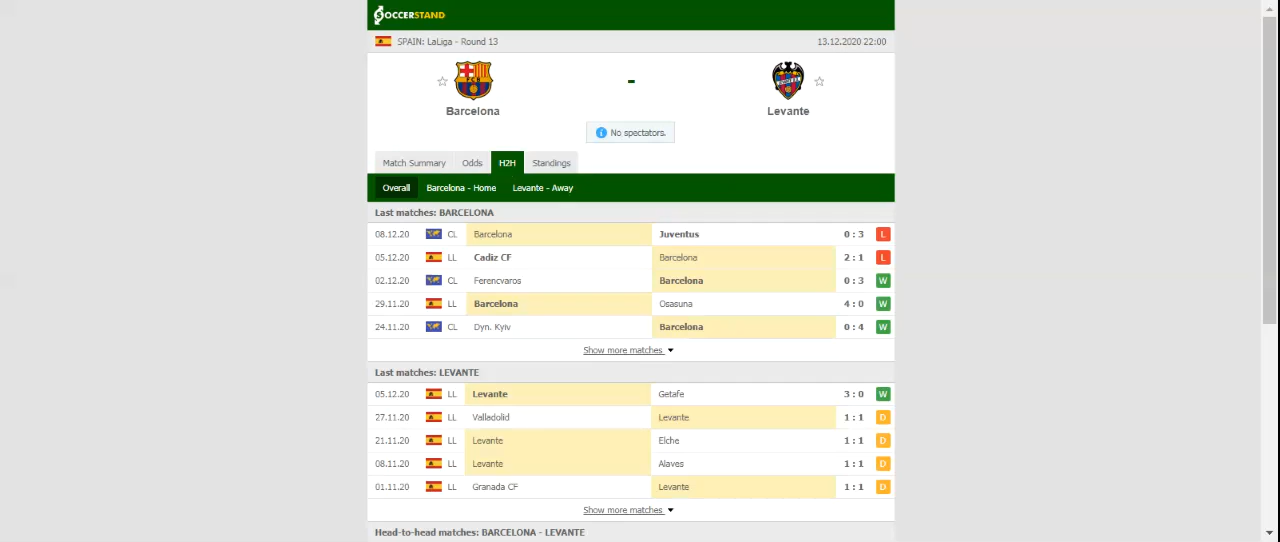 SOCCERSTAND
SPAIN: LaLiga - Round 13 13.12.2020 22:00
-
Barcelona Levante
No spectators.
Match Summary Odds H2H Standings
Overall Barcelona - Home Levante - Away
Last matches: BARCELONA
08.12.20 CL Barcelona Juventus 0 : 3 L
05.12.20 LL Cadiz CF Barcelona 2 : 1 L
02.12.20 CL Ferencvaros Barcelona 0 : 3 W
29.11.20 LL Barcelona Osasuna 4 : 0 W
24.11.20 CL Dyn. Kyiv Barcelona 0 : 4 W
Show more matches
Last matches: LEVANTE
05.12.20 LL Levante Getafe 3 : 0 W
27.11.20 LL Valladolid Levante 1 : 1 D
21.11.20 LL Levante Elche 1 : 1 D
08.11.20 LL Levante Alaves 1 : 1 D
01.11.20 LL Granada CF Levante 1 : 1 D
Show more matches
Head-to-head matches: BARCELONA - LEVANTE